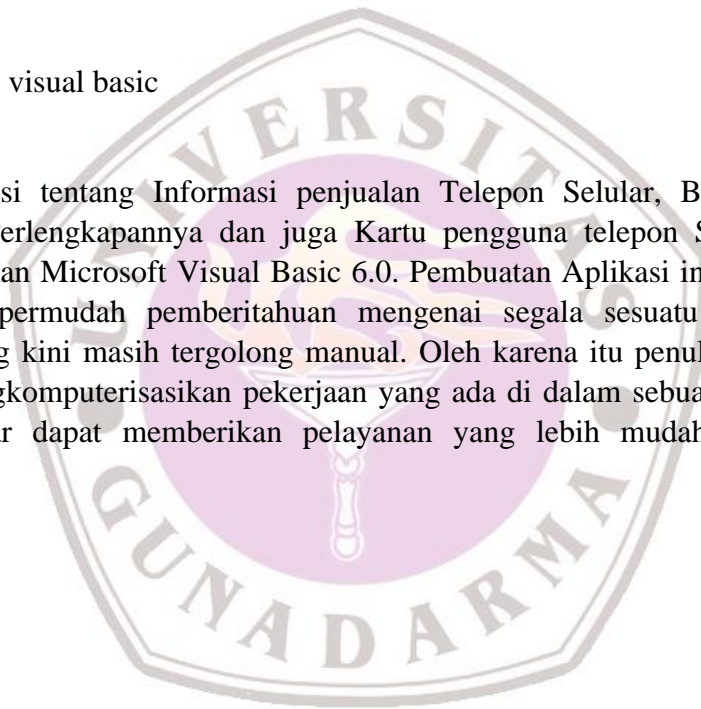 visual basic
si tentang Informasi penjualan Telepon Selular, B
erlengkapannya dan juga Kartu pengguna telepon S
an Microsoft Visual Basic 6.0. Pembuatan Aplikasi in
permudah pemberitahuan mengenai segala sesuatu
g kini masih tergolong manual. Oleh karena itu penul
gkomputerisasikan pekerjaan yang ada di dalam sebua
ar dapat memberikan pelayanan yang lebih mudah
UNIVERSITAS
GUNADARMA